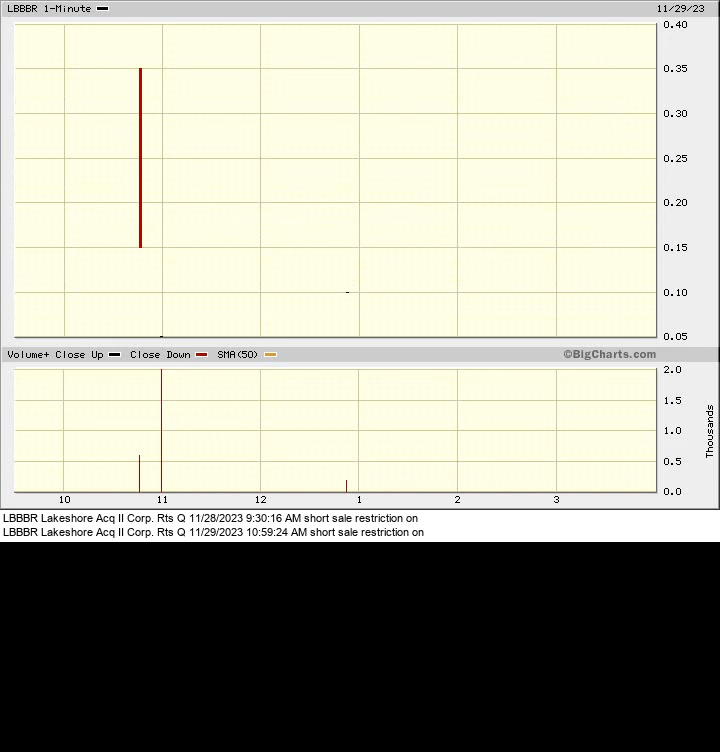 LBBBR 1-Minute 11/29/23
0.40
0.35
0.30
0.25
0.20
0.15
0.10
0.05
Volume+ Close Up Close Down SMA(50) ©BigCharts.com
2.0
1.5
1.0
0.5
0.0
Thousands
10 11 12 1 2 3
LBBBR Lakeshore Acq II Corp. Rts Q 11/28/2023 9:30:16 AM short sale restriction on
LBBBR Lakeshore Acq II Corp. Rts Q 11/29/2023 10:59:24 AM short sale restriction on